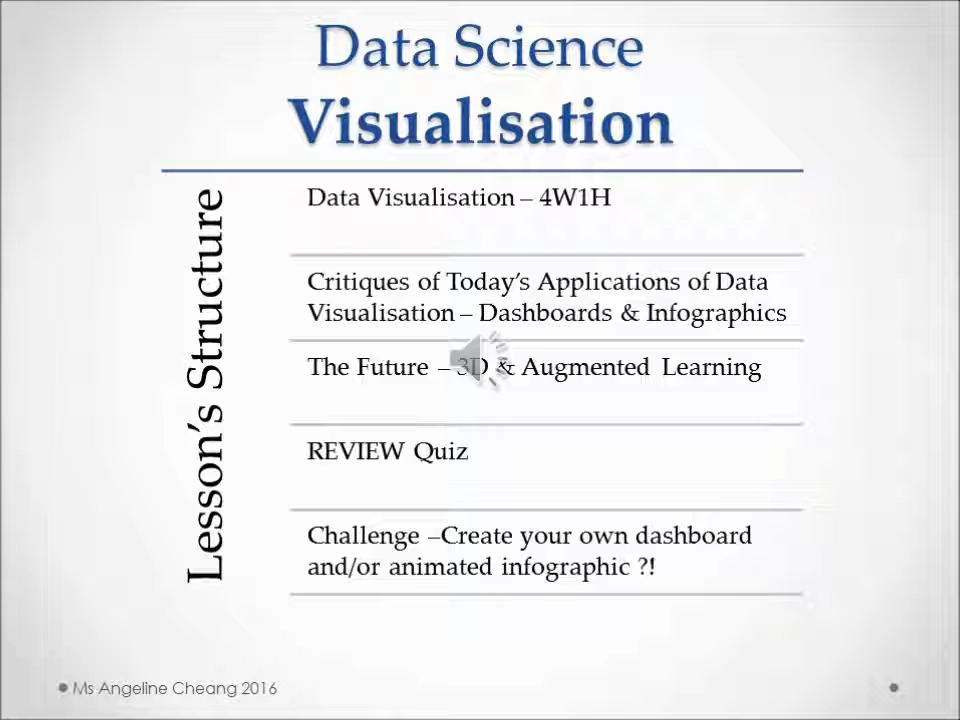 Data Science
Visualisation
Lesson's Structure
Data Visualisation – 4W1H
Critiques of Today's Applications of Data
Visualisation – Dashboards & Infographics
The Future – 3D & Augmented Learning
REVIEW Quiz
Challenge –Create your own dashboard
and/or animated infographic ?!
Ms Angeline Cheang 2016